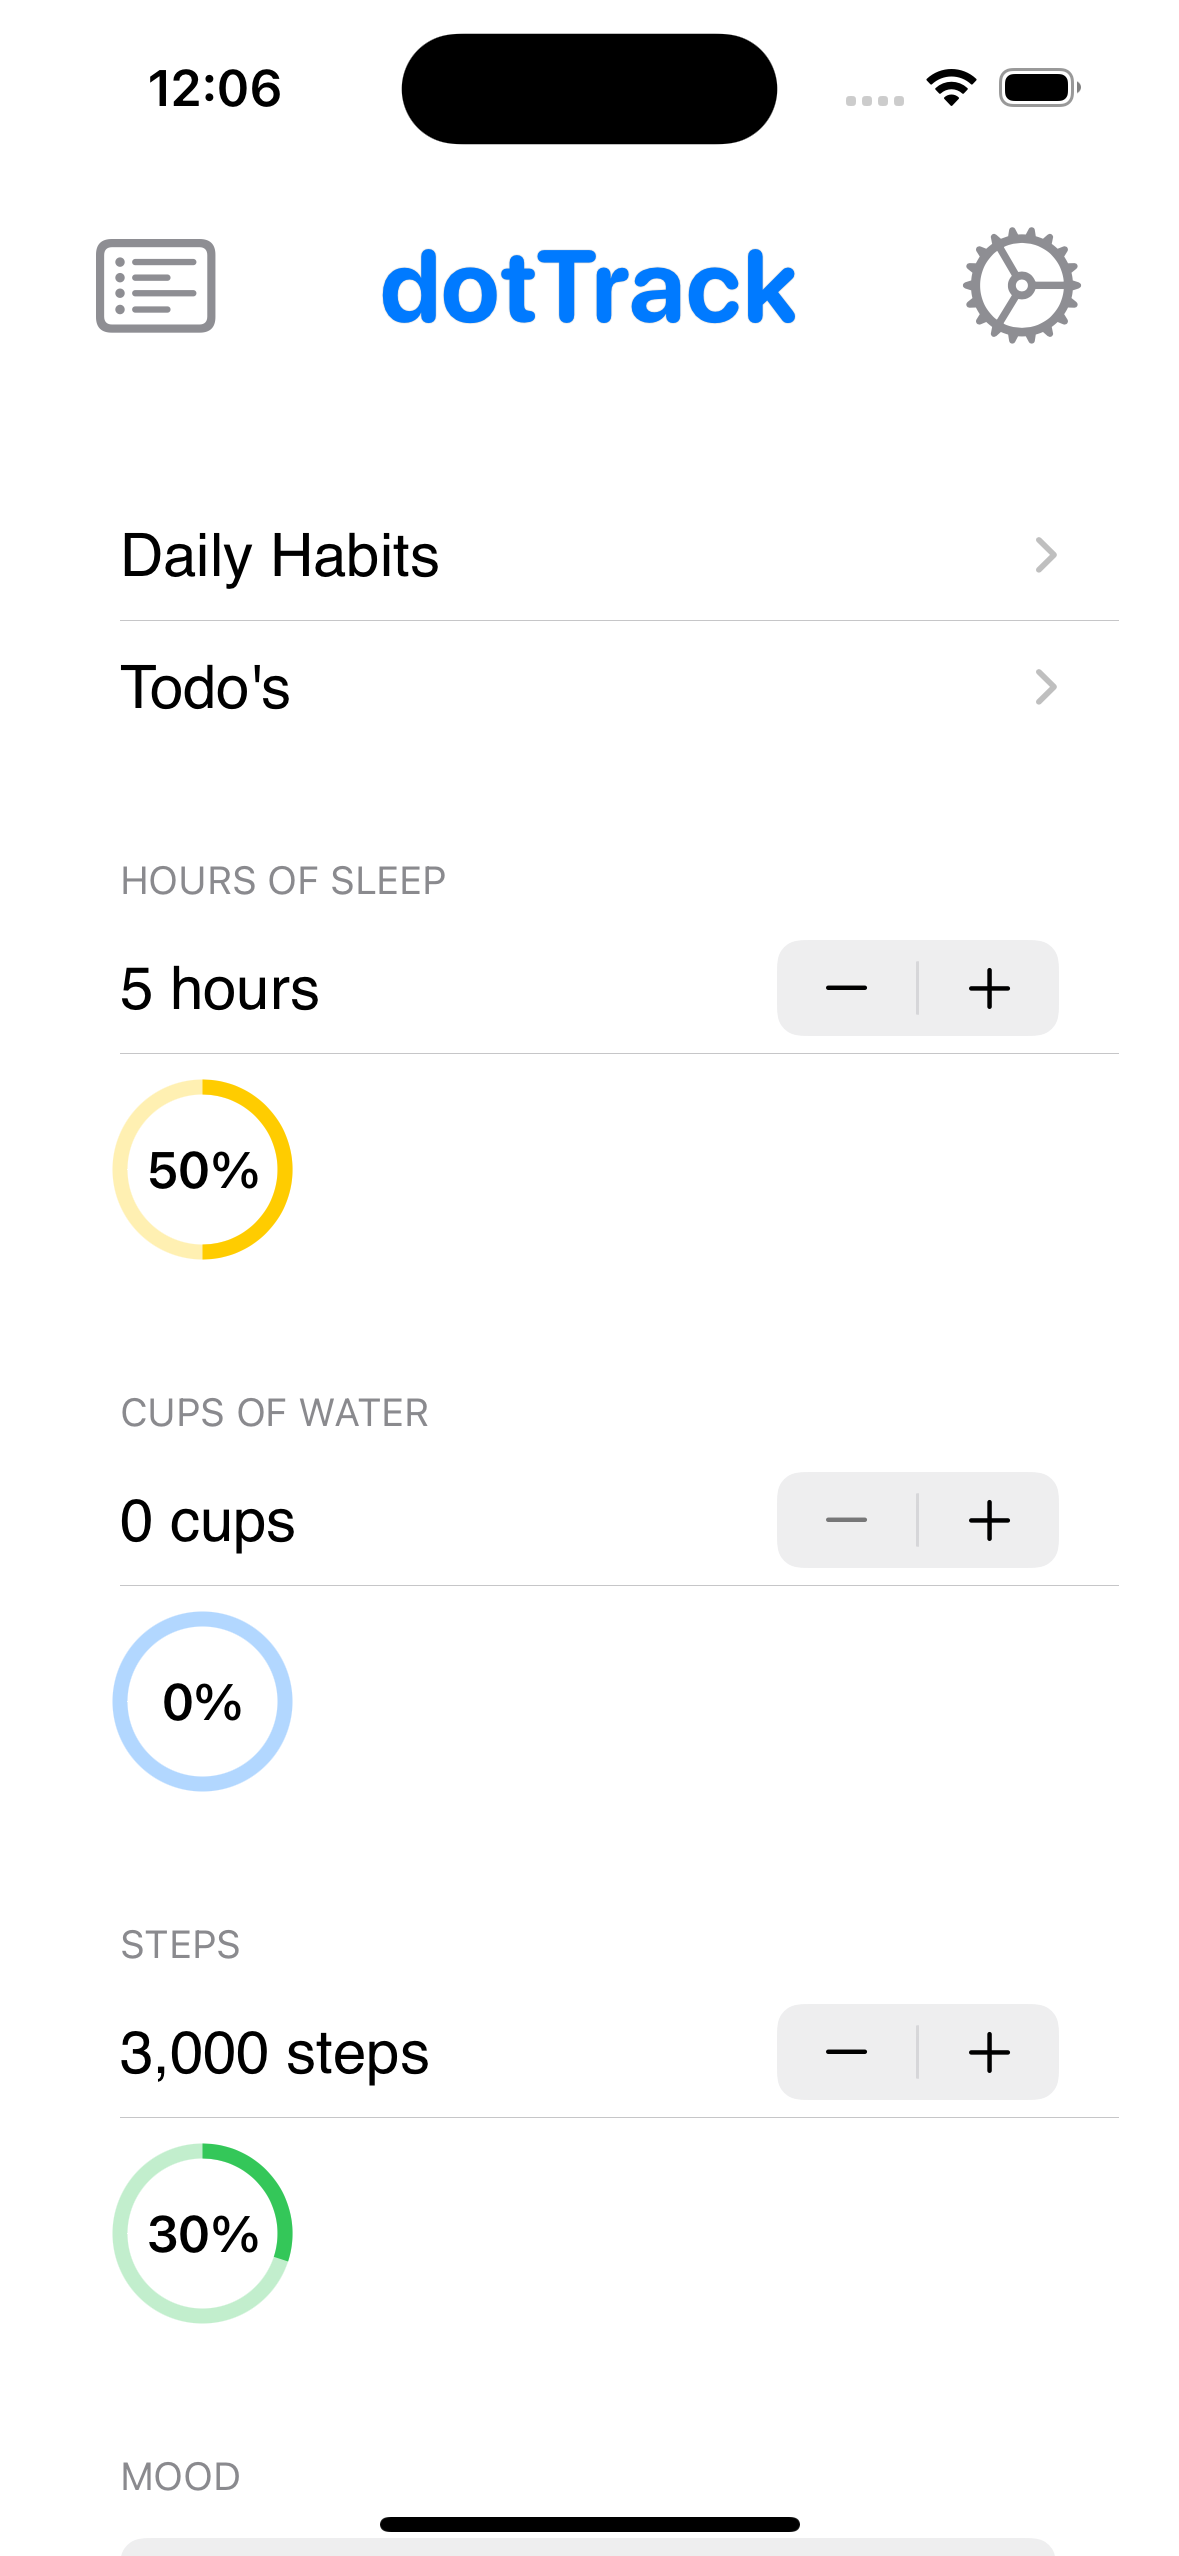 12:06
dotTrack
Daily Habits
Todo's
HOURS OF SLEEP
5 hours
50%
CUPS OF WATER
0 cups
0%
STEPS
3,000 steps
30%
MOOD